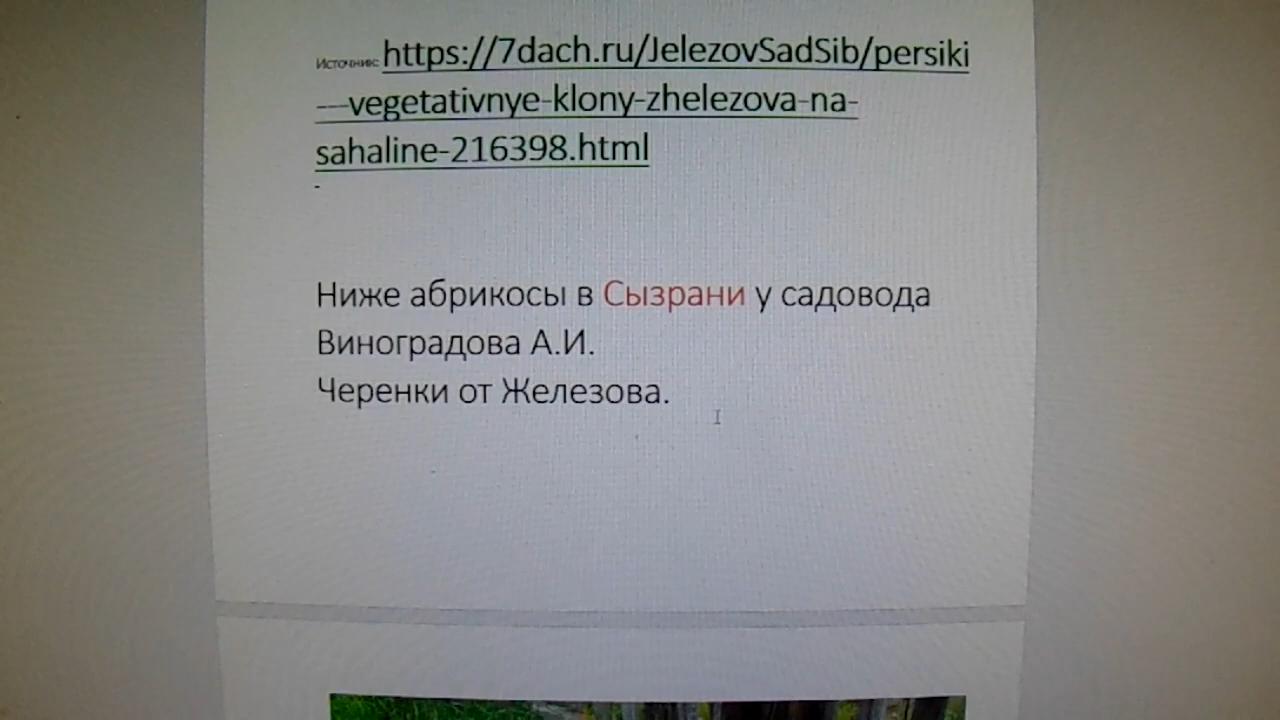 Источник: https://7dach.ru/JelezovSadSib/persiki
---vegetativnye-klony-zhelezova-na-
sahaline-216398.html
Ниже абрикосы в Сызрани у садовода
Виноградова А.И.
Черенки от Железова.